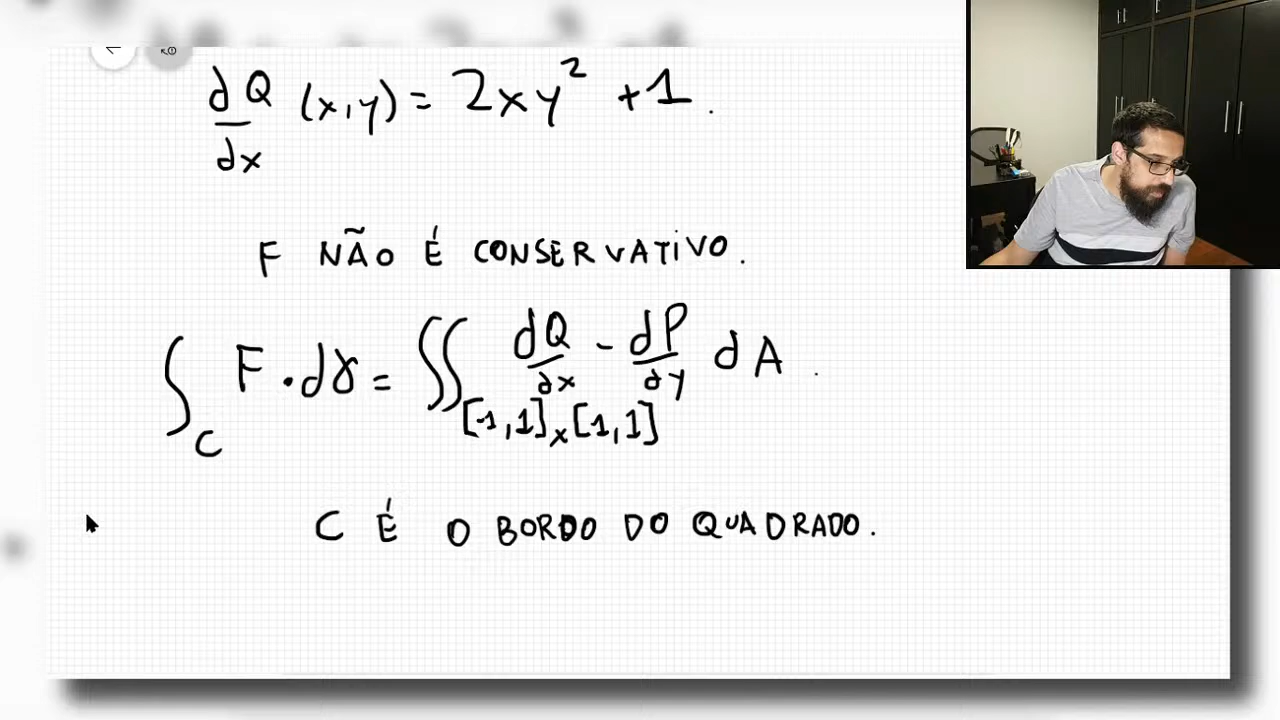 dQ/dx (x,y) = 2xy² + 1.
F NÃO É CONSERVATIVO.
∫_C F·dγ = ∬_[-1,1]×[1,1] dQ/dx - dP/dy dA.
C É O BORDO DO QUADRADO.